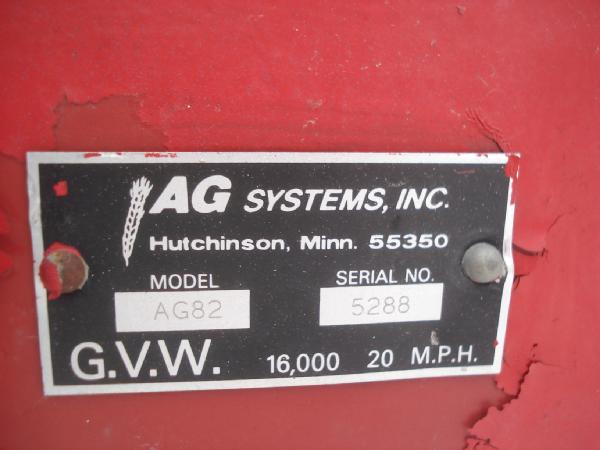 AG SYSTEMS, INC.
Hutchinson, Minn. 55350
MODEL SERIAL NO.
AG82 5288
G.V.W. 16,000 20 M.P.H.